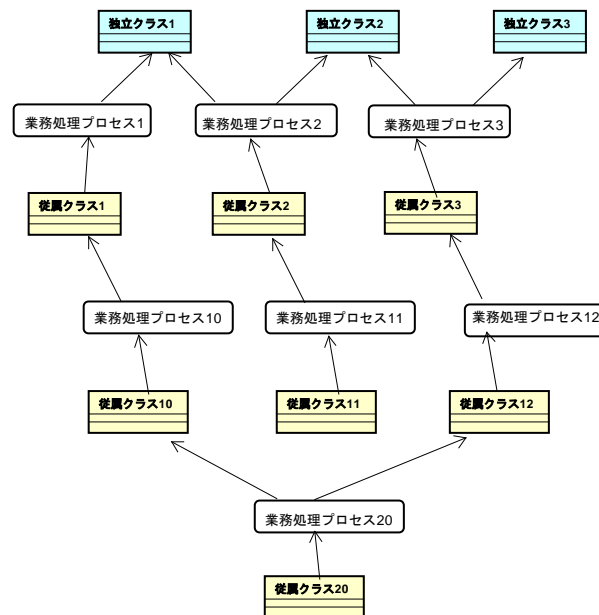 独立クラス1
独立クラス2
独立クラス3
業務処理プロセス1
業務処理プロセス2
業務処理プロセス3
従属クラス1
従属クラス2
従属クラス3
業務処理プロセス10
業務処理プロセス11
業務処理プロセス12
従属クラス10
従属クラス11
従属クラス12
業務処理プロセス20
従属クラス20